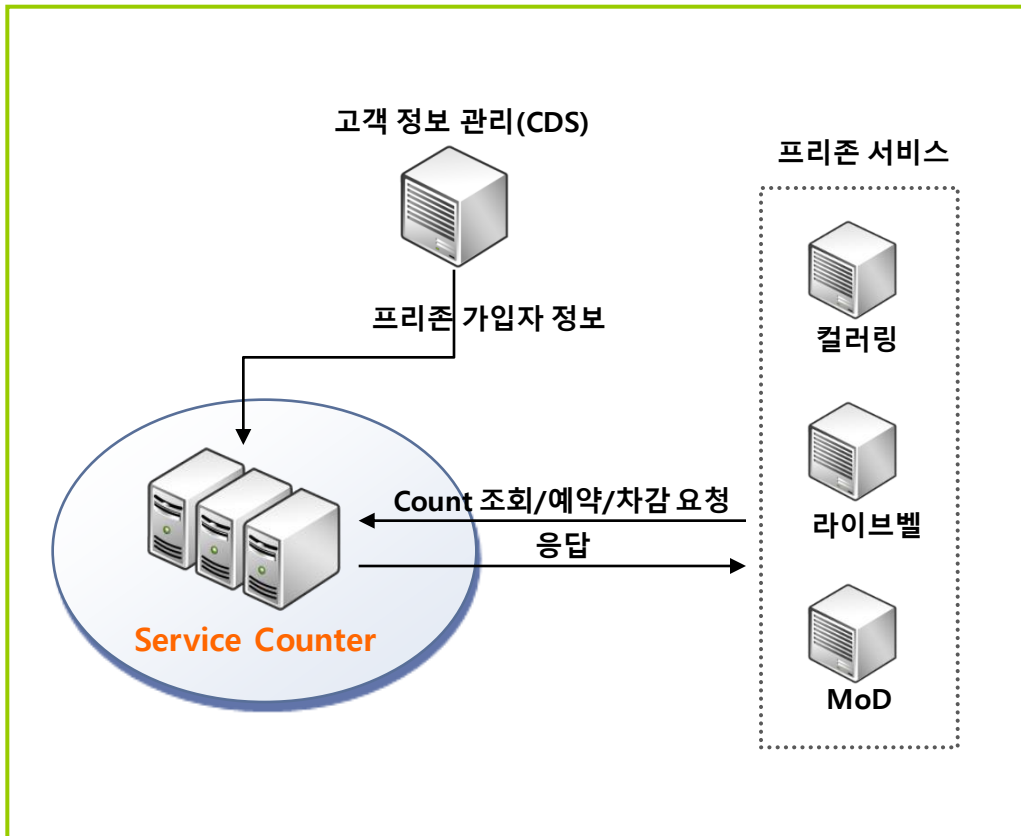 고객 정보 관리(CDS)
프리존 서비스
프리존 가입자 정보
컬러링
Count 조회/예약/차감 요청
응답
라이브벨
Service Counter
MoD